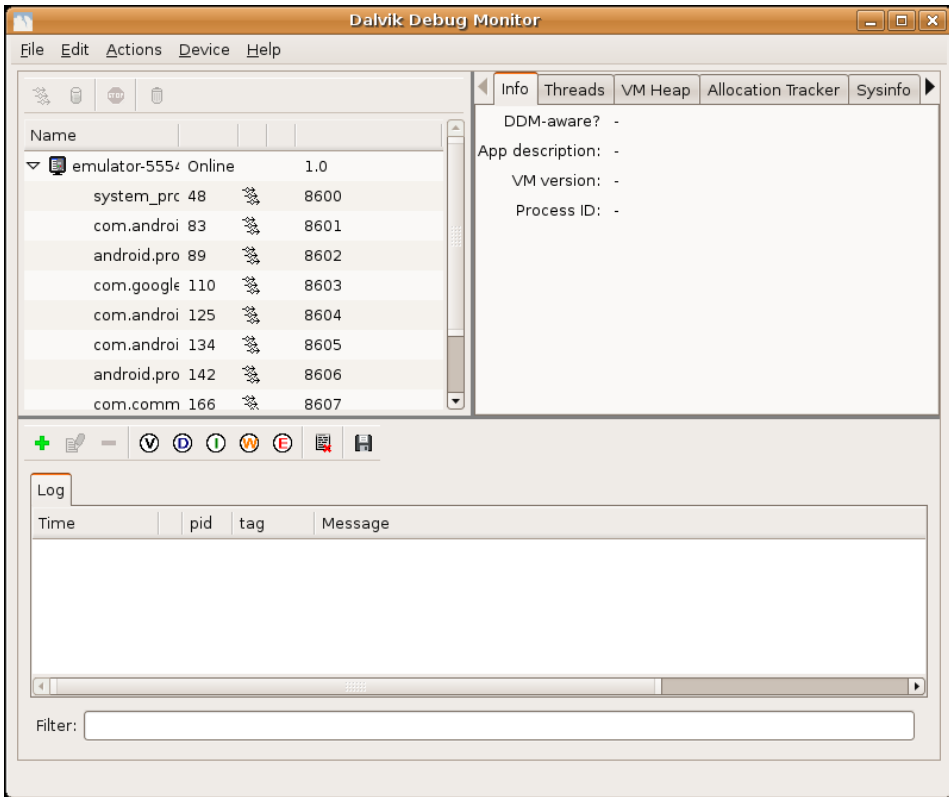 Dalvik Debug Monitor
File Edit Actions Device Help
STOP
Info Threads VM Heap Allocation Tracker Sysinfo
Name
DDM-aware? -
App description: -
VM version: -
Process ID: -
emulator-5554 Online 1.0
system_prc 48 8600
com.androi 83 8601
android.pro 89 8602
com.google 110 8603
com.androi 125 8604
com.androi 134 8605
android.pro 142 8606
com.comm 166 8607
V D I W E
Log
Time pid tag Message
Filter: